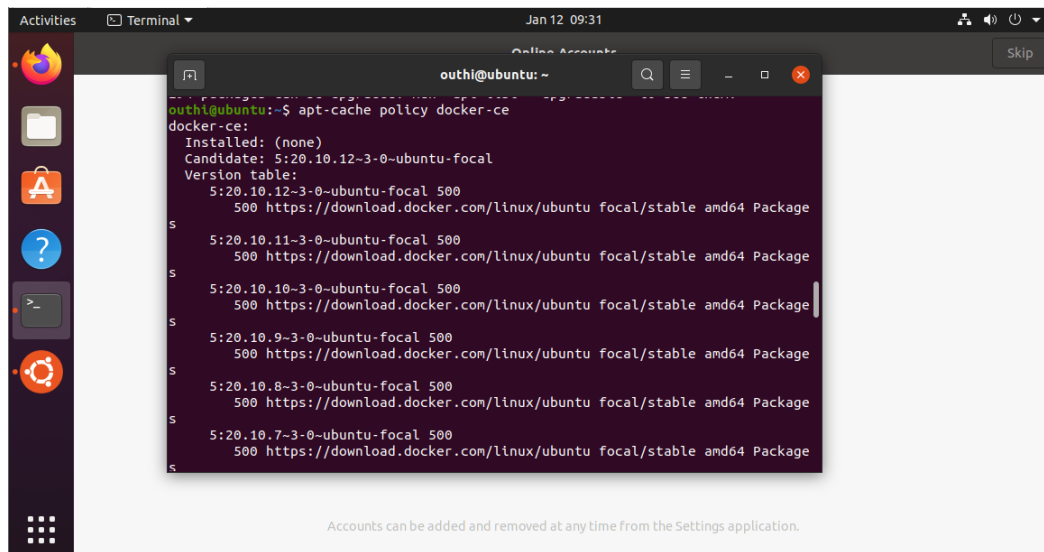 Activities
Terminal
Jan 12 09:31
Online Accounts
Skip
outhi@ubuntu: ~
outhi@ubuntu:~$ apt-cache policy docker-ce
docker-ce:
Installed: (none)
Candidate: 5:20.10.12~3-0~ubuntu-focal
Version table:
5:20.10.12~3-0~ubuntu-focal 500
500 https://download.docker.com/linux/ubuntu focal/stable amd64 Package
s
5:20.10.11~3-0~ubuntu-focal 500
500 https://download.docker.com/linux/ubuntu focal/stable amd64 Package
s
5:20.10.10~3-0~ubuntu-focal 500
500 https://download.docker.com/linux/ubuntu focal/stable amd64 Package
s
5:20.10.9~3-0~ubuntu-focal 500
500 https://download.docker.com/linux/ubuntu focal/stable amd64 Package
s
5:20.10.8~3-0~ubuntu-focal 500
500 https://download.docker.com/linux/ubuntu focal/stable amd64 Package
s
5:20.10.7~3-0~ubuntu-focal 500
500 https://download.docker.com/linux/ubuntu focal/stable amd64 Package
s
Accounts can be added and removed at any time from the Settings application.